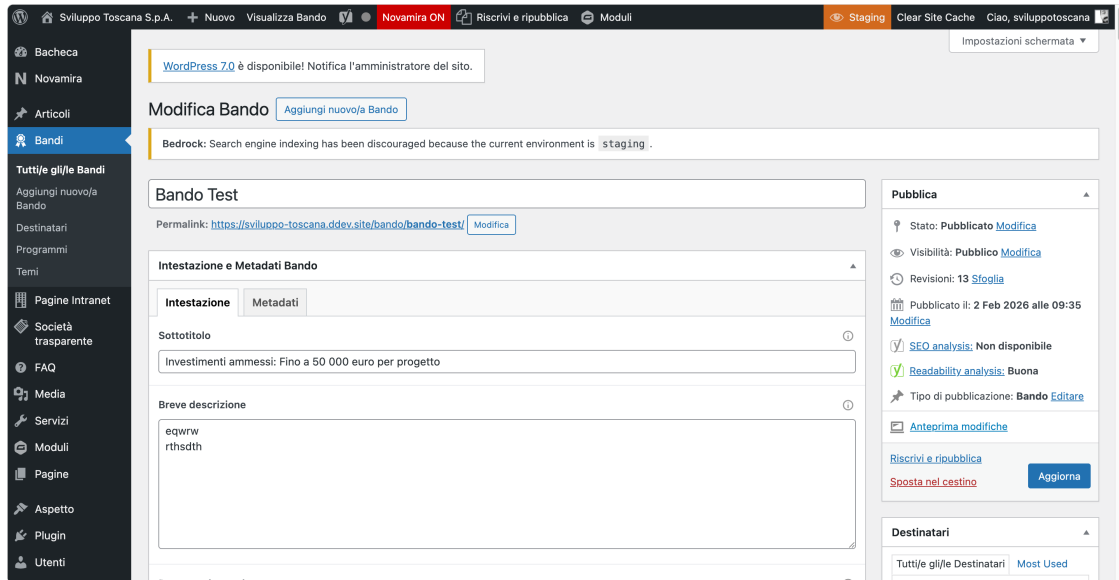 Sviluppo Toscana S.p.A. Nuovo Visualizza Bando Novamira ON Riscrivi e ripubblica Moduli Staging Clear Site Cache Ciao, sviluppotoscana
Impostazioni schermata ▼
Bacheca
Novamira
Articoli
Bandi
Tutti/e gli/le Bandi
Aggiungi nuovo/a
Bando
Destinatari
Programmi
Temi
Pagine Intranet
Società
trasparente
FAQ
Media
Servizi
Moduli
Pagine
Aspetto
Plugin
Utenti
WordPress 7.0 è disponibile! Notifica l'amministratore del sito.
Modifica Bando Aggiungi nuovo/a Bando
Bedrock: Search engine indexing has been discouraged because the current environment is staging .
Bando Test
Permalink: https://sviluppo-toscana.ddev.site/bando/bando-test/ Modifica
Intestazione e Metadati Bando
Intestazione Metadati
Sottotitolo
Investimenti ammessi: Fino a 50 000 euro per progetto
Breve descrizione
eqwrw
rthsdth
Pubblica
Stato: Pubblicato Modifica
Visibilità: Pubblico Modifica
Revisioni: 13 Sfoglia
Pubblicato il: 2 Feb 2026 alle 09:35
Modifica
SEO analysis: Non disponibile
Readability analysis: Buona
Tipo di pubblicazione: Bando Editare
Anteprima modifiche
Riscrivi e ripubblica
Sposta nel cestino
Aggiorna
Destinatari
Tutti/e gli/le Destinatari Most Used